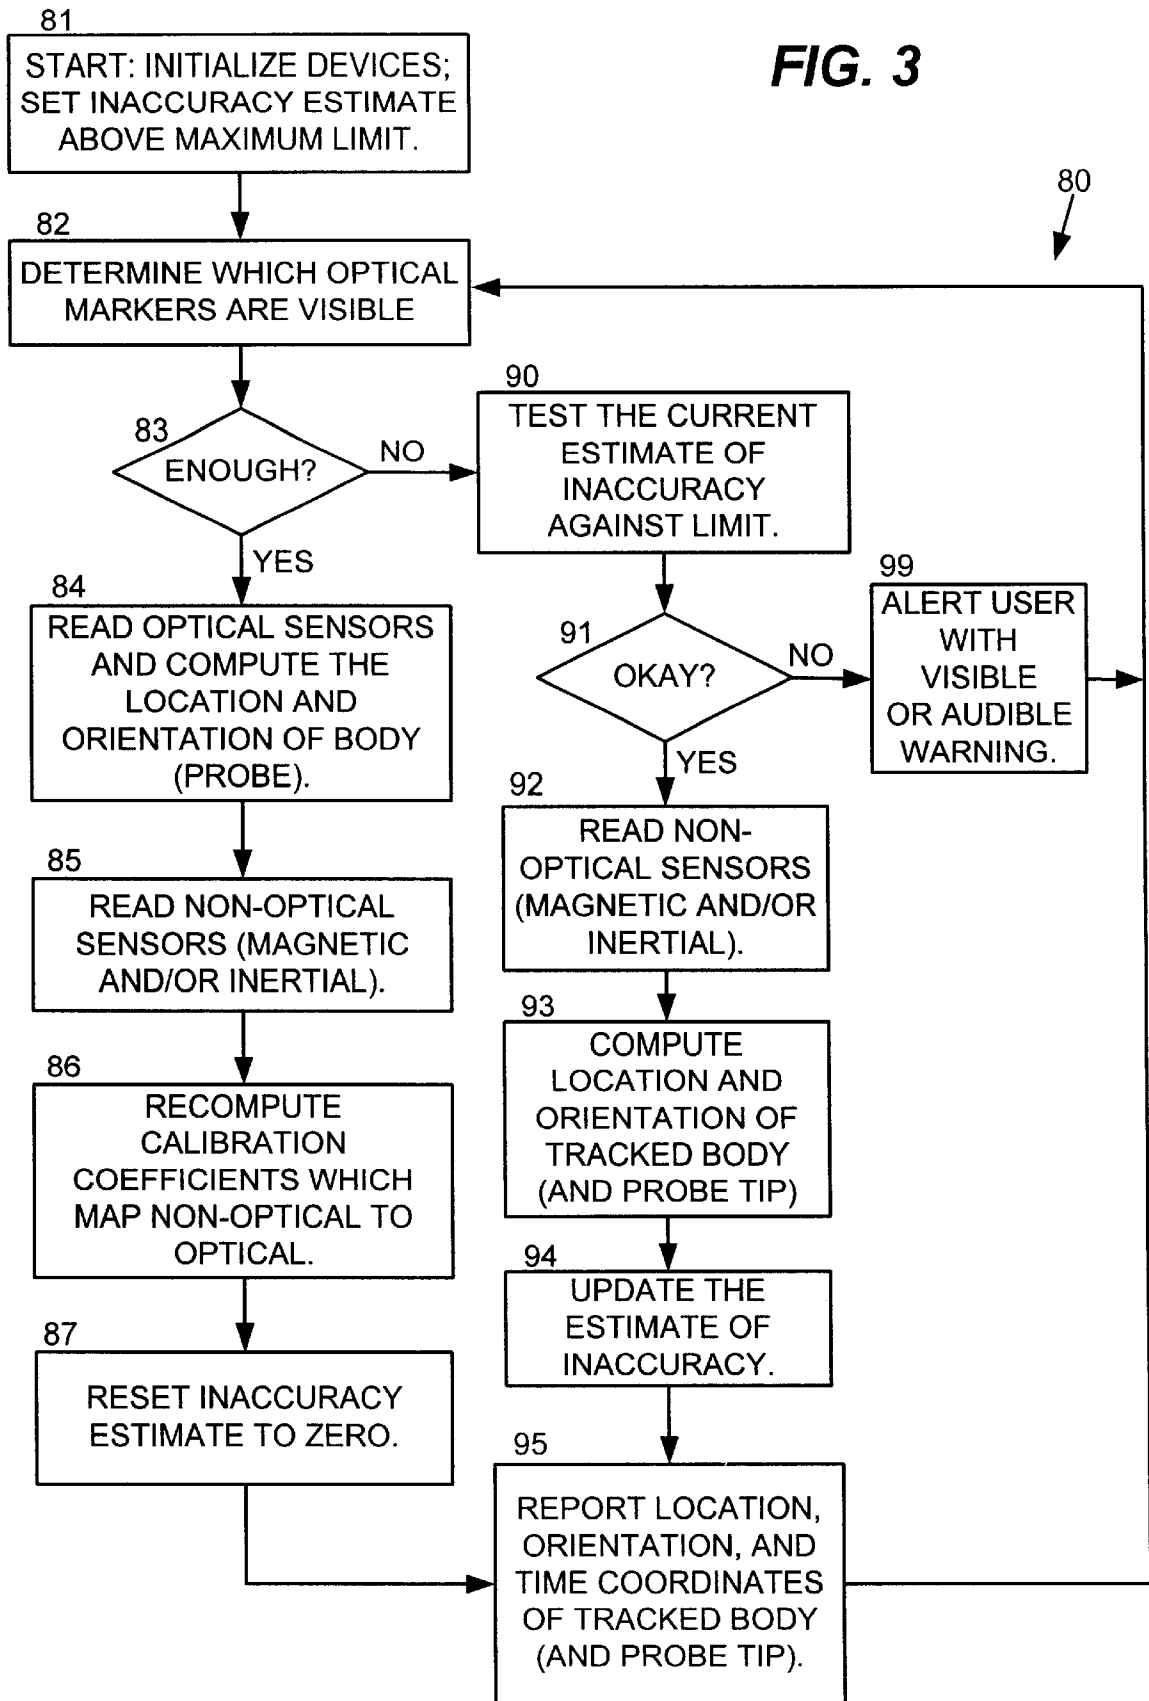 FIG. 3
80
81
START: INITIALIZE DEVICES;
SET INACCURACY ESTIMATE
ABOVE MAXIMUM LIMIT.
82
DETERMINE WHICH OPTICAL
MARKERS ARE VISIBLE
83
ENOUGH?
NO
YES
84
READ OPTICAL SENSORS
AND COMPUTE THE
LOCATION AND
ORIENTATION OF BODY
(PROBE).
85
READ NON-OPTICAL
SENSORS (MAGNETIC
AND/OR INERTIAL).
86
RECOMPUTE
CALIBRATION
COEFFICIENTS WHICH
MAP NON-OPTICAL TO
OPTICAL.
87
RESET INACCURACY
ESTIMATE TO ZERO.
90
TEST THE CURRENT
ESTIMATE OF
INACCURACY
AGAINST LIMIT.
91
OKAY?
NO
YES
99
ALERT USER
WITH
VISIBLE
OR AUDIBLE
WARNING.
92
READ NON-
OPTICAL SENSORS
(MAGNETIC AND/OR
INERTIAL).
93
COMPUTE
LOCATION AND
ORIENTATION OF
TRACKED BODY
(AND PROBE TIP)
94
UPDATE THE
ESTIMATE OF
INACCURACY.
95
REPORT LOCATION,
ORIENTATION, AND
TIME COORDINATES
OF TRACKED BODY
(AND PROBE TIP).